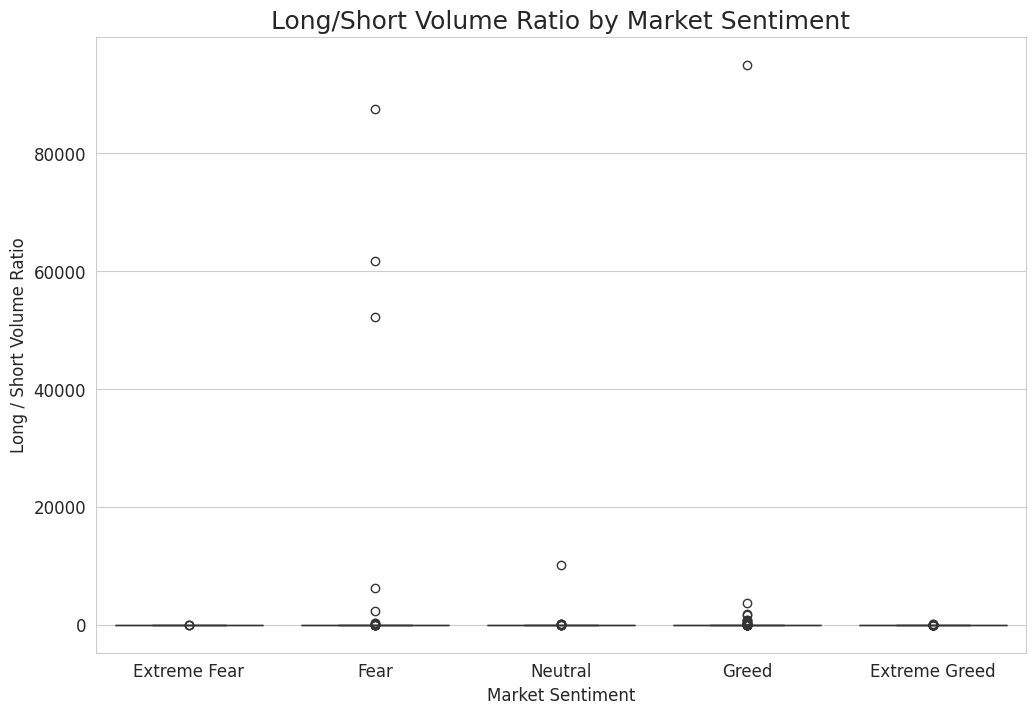 Long/Short Volume Ratio by Market Sentiment
Long / Short Volume Ratio
80000
60000
40000
20000
0
Extreme Fear
Fear
Neutral
Greed
Extreme Greed
Market Sentiment